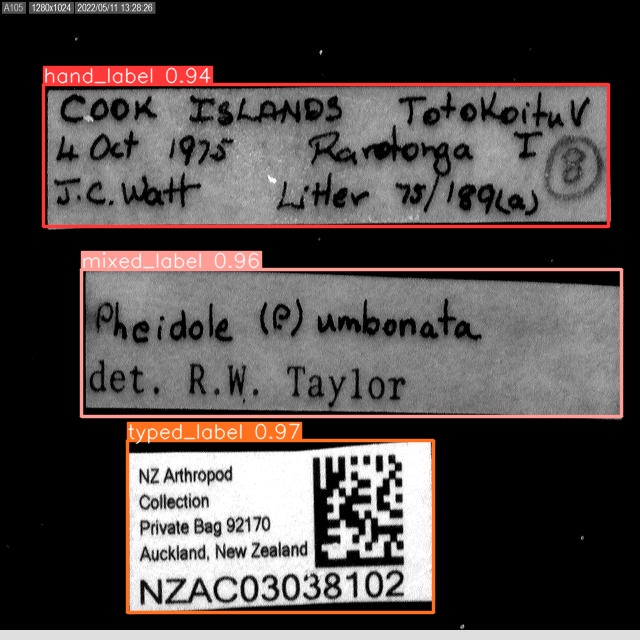 A105 1280x1024 2022/05/11 13:28:26
hand_label 0.94
COOK ISLANDS Totokoitu V
4 Oct 1975 Rarotonga I
8
J.C. Watt Litter 75/189(a)
mixed_label 0.96
Pheidole (P) umbonata
det. R.W. Taylor
typed_label 0.97
NZ Arthropod
Collection
Private Bag 92170
Auckland, New Zealand
NZAC03038102